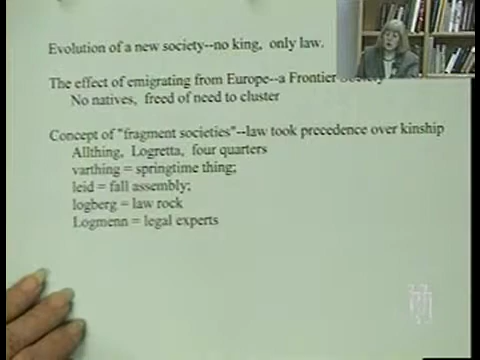 Evolution of a new society--no king, only law.
The effect of emigrating from Europe--a Frontier
No natives, freed of need to cluster
Concept of "fragment societies"--law took precedence over kinship
Allthing, Logretta, four quarters
varthing = springtime thing;
leid = fall assembly;
logberg = law rock
Logmenn = legal experts